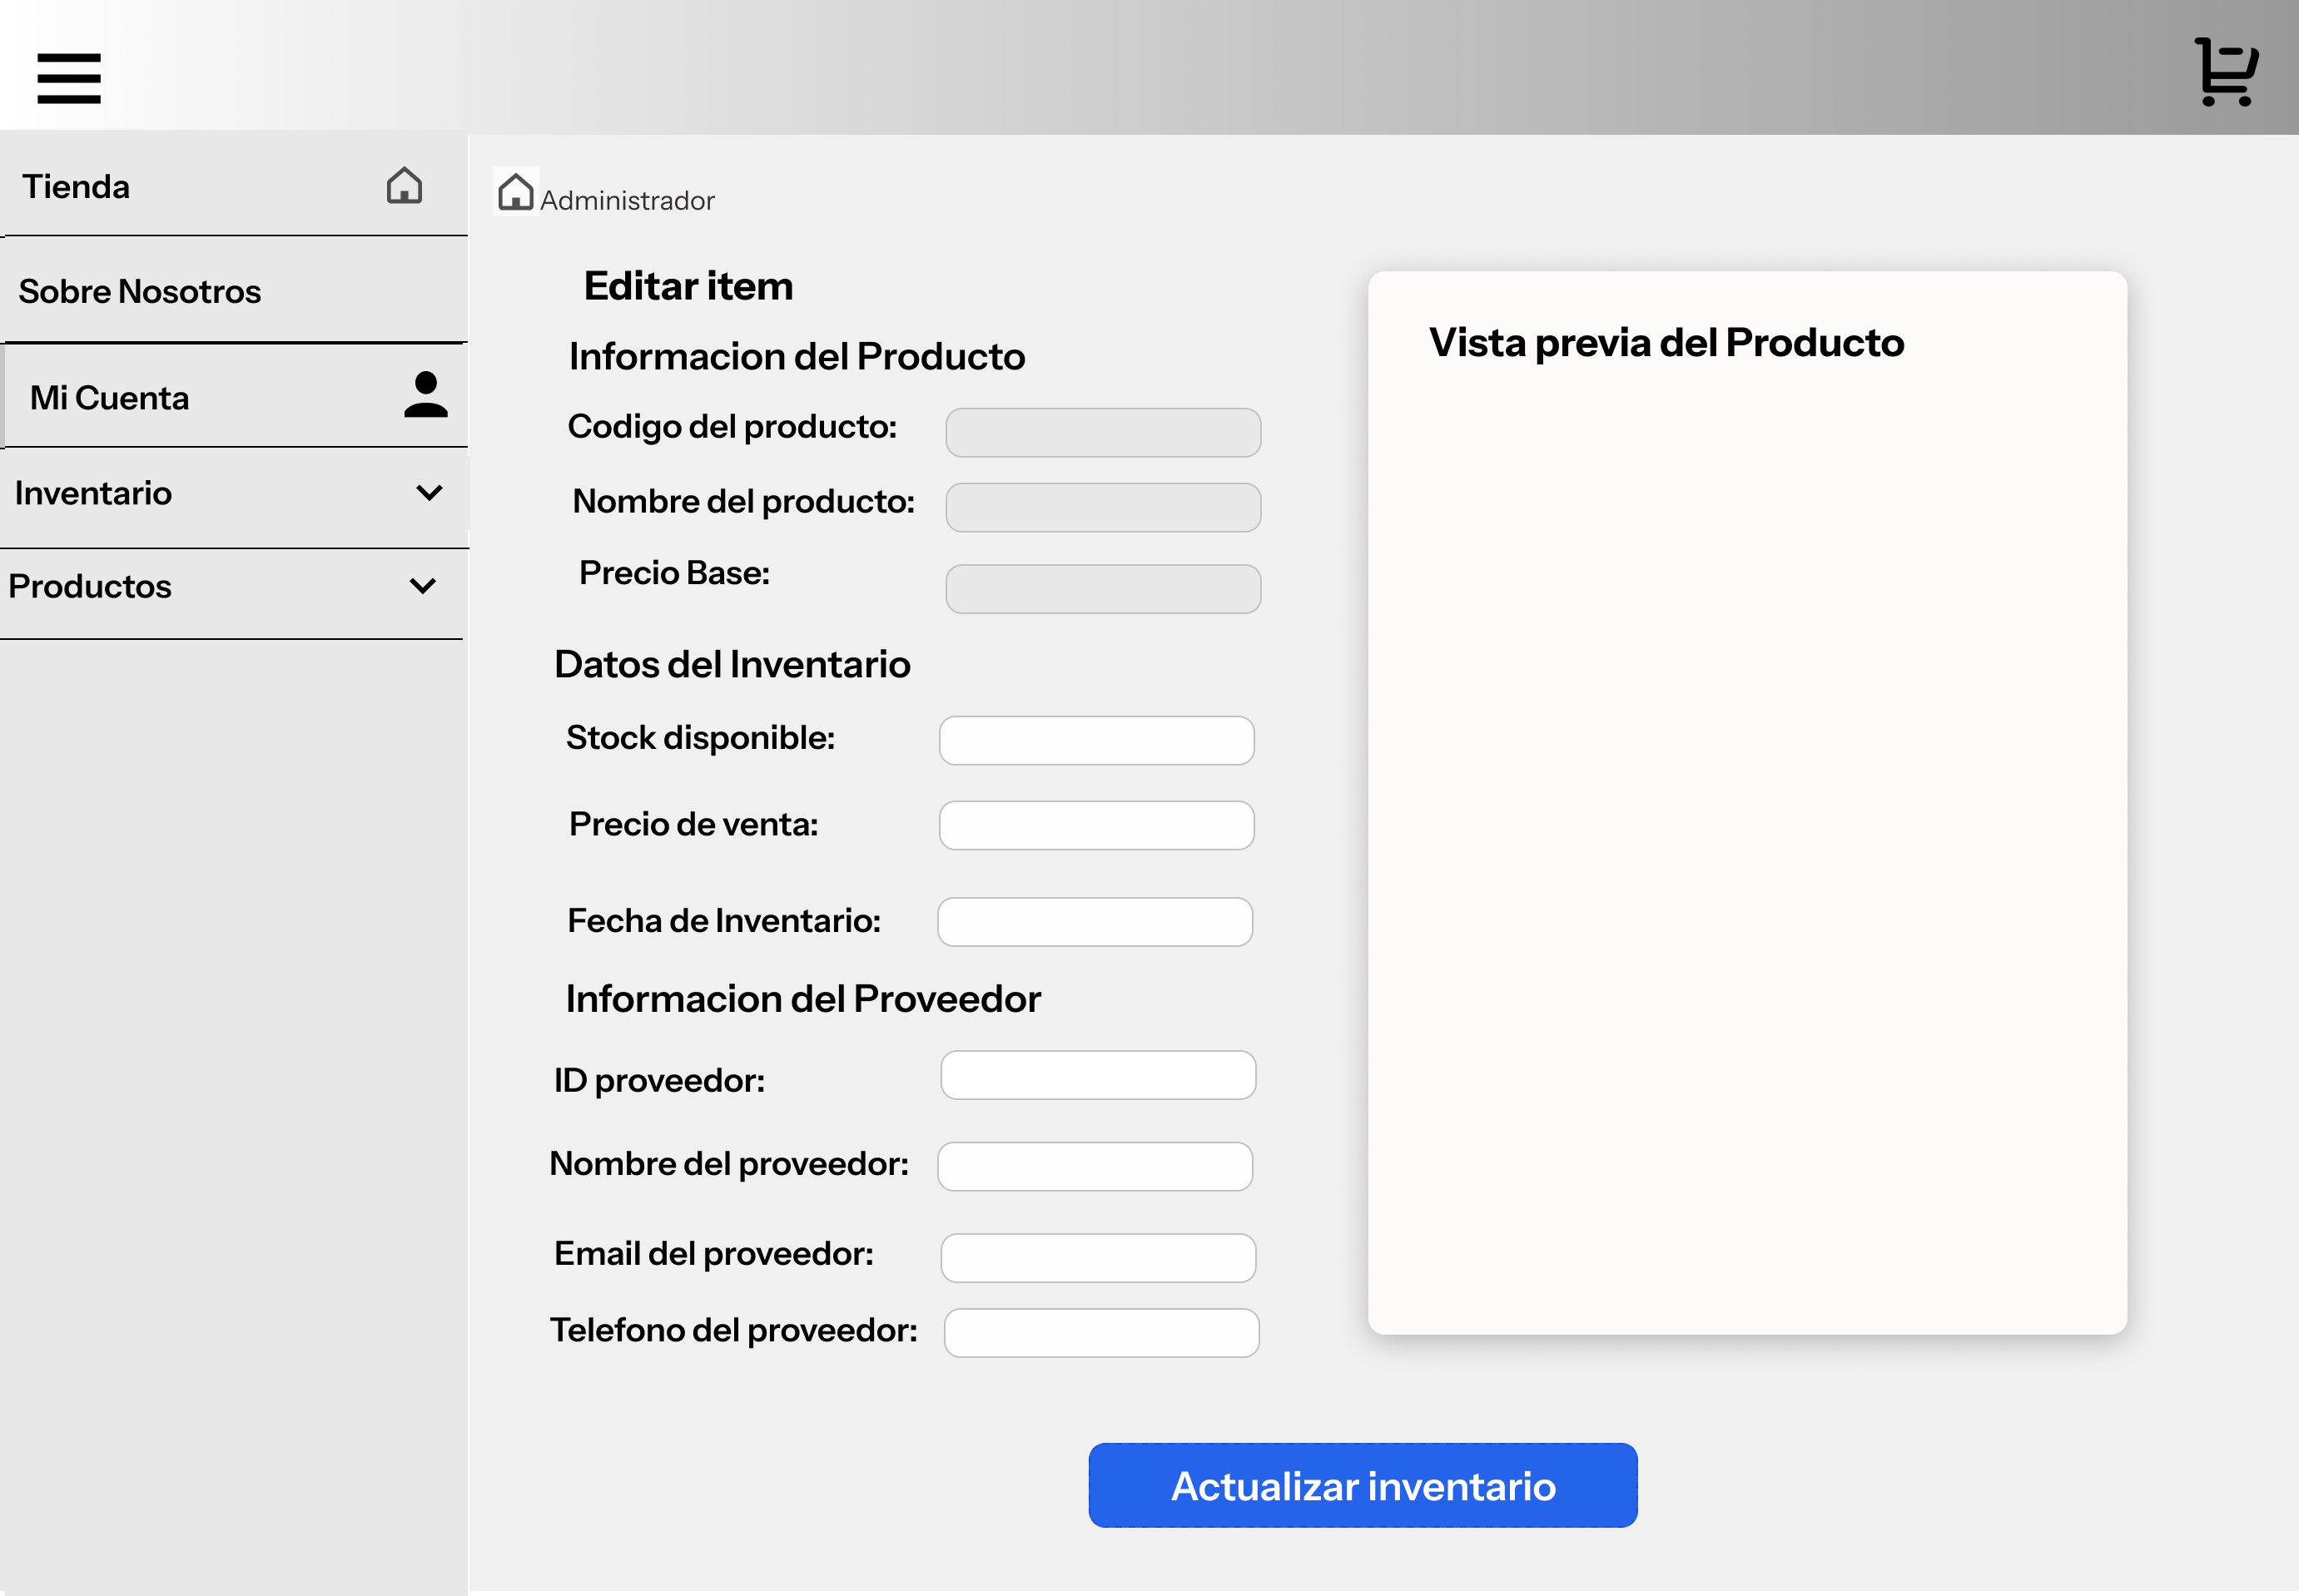 Tienda
Sobre Nosotros
Mi Cuenta
Inventario
Productos
Administrador
Editar item
Informacion del Producto
Codigo del producto:
Nombre del producto:
Precio Base:
Datos del Inventario
Stock disponible:
Precio de venta:
Fecha de Inventario:
Informacion del Proveedor
ID proveedor:
Nombre del proveedor:
Email del proveedor:
Telefono del proveedor:
Vista previa del Producto
Actualizar inventario